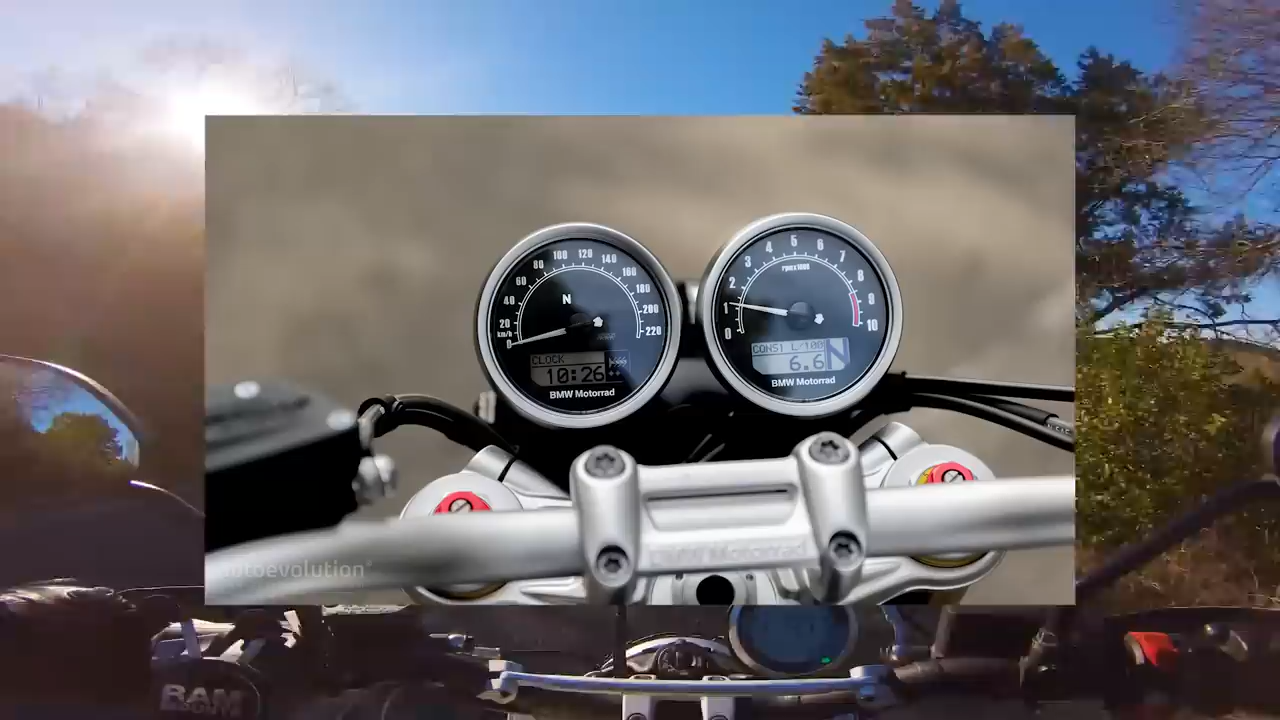 80 100 120 140
60 160
40 180
20 200
km/h 0 220
N
CLOCK
10:26
BMW Motorrad
4 5 6
3 7
2 8
1 9
0 10
rpmx1000
CONS1 L/100
6.6 N
BMW Motorrad
BMW Motorrad
autoevolution
RAM